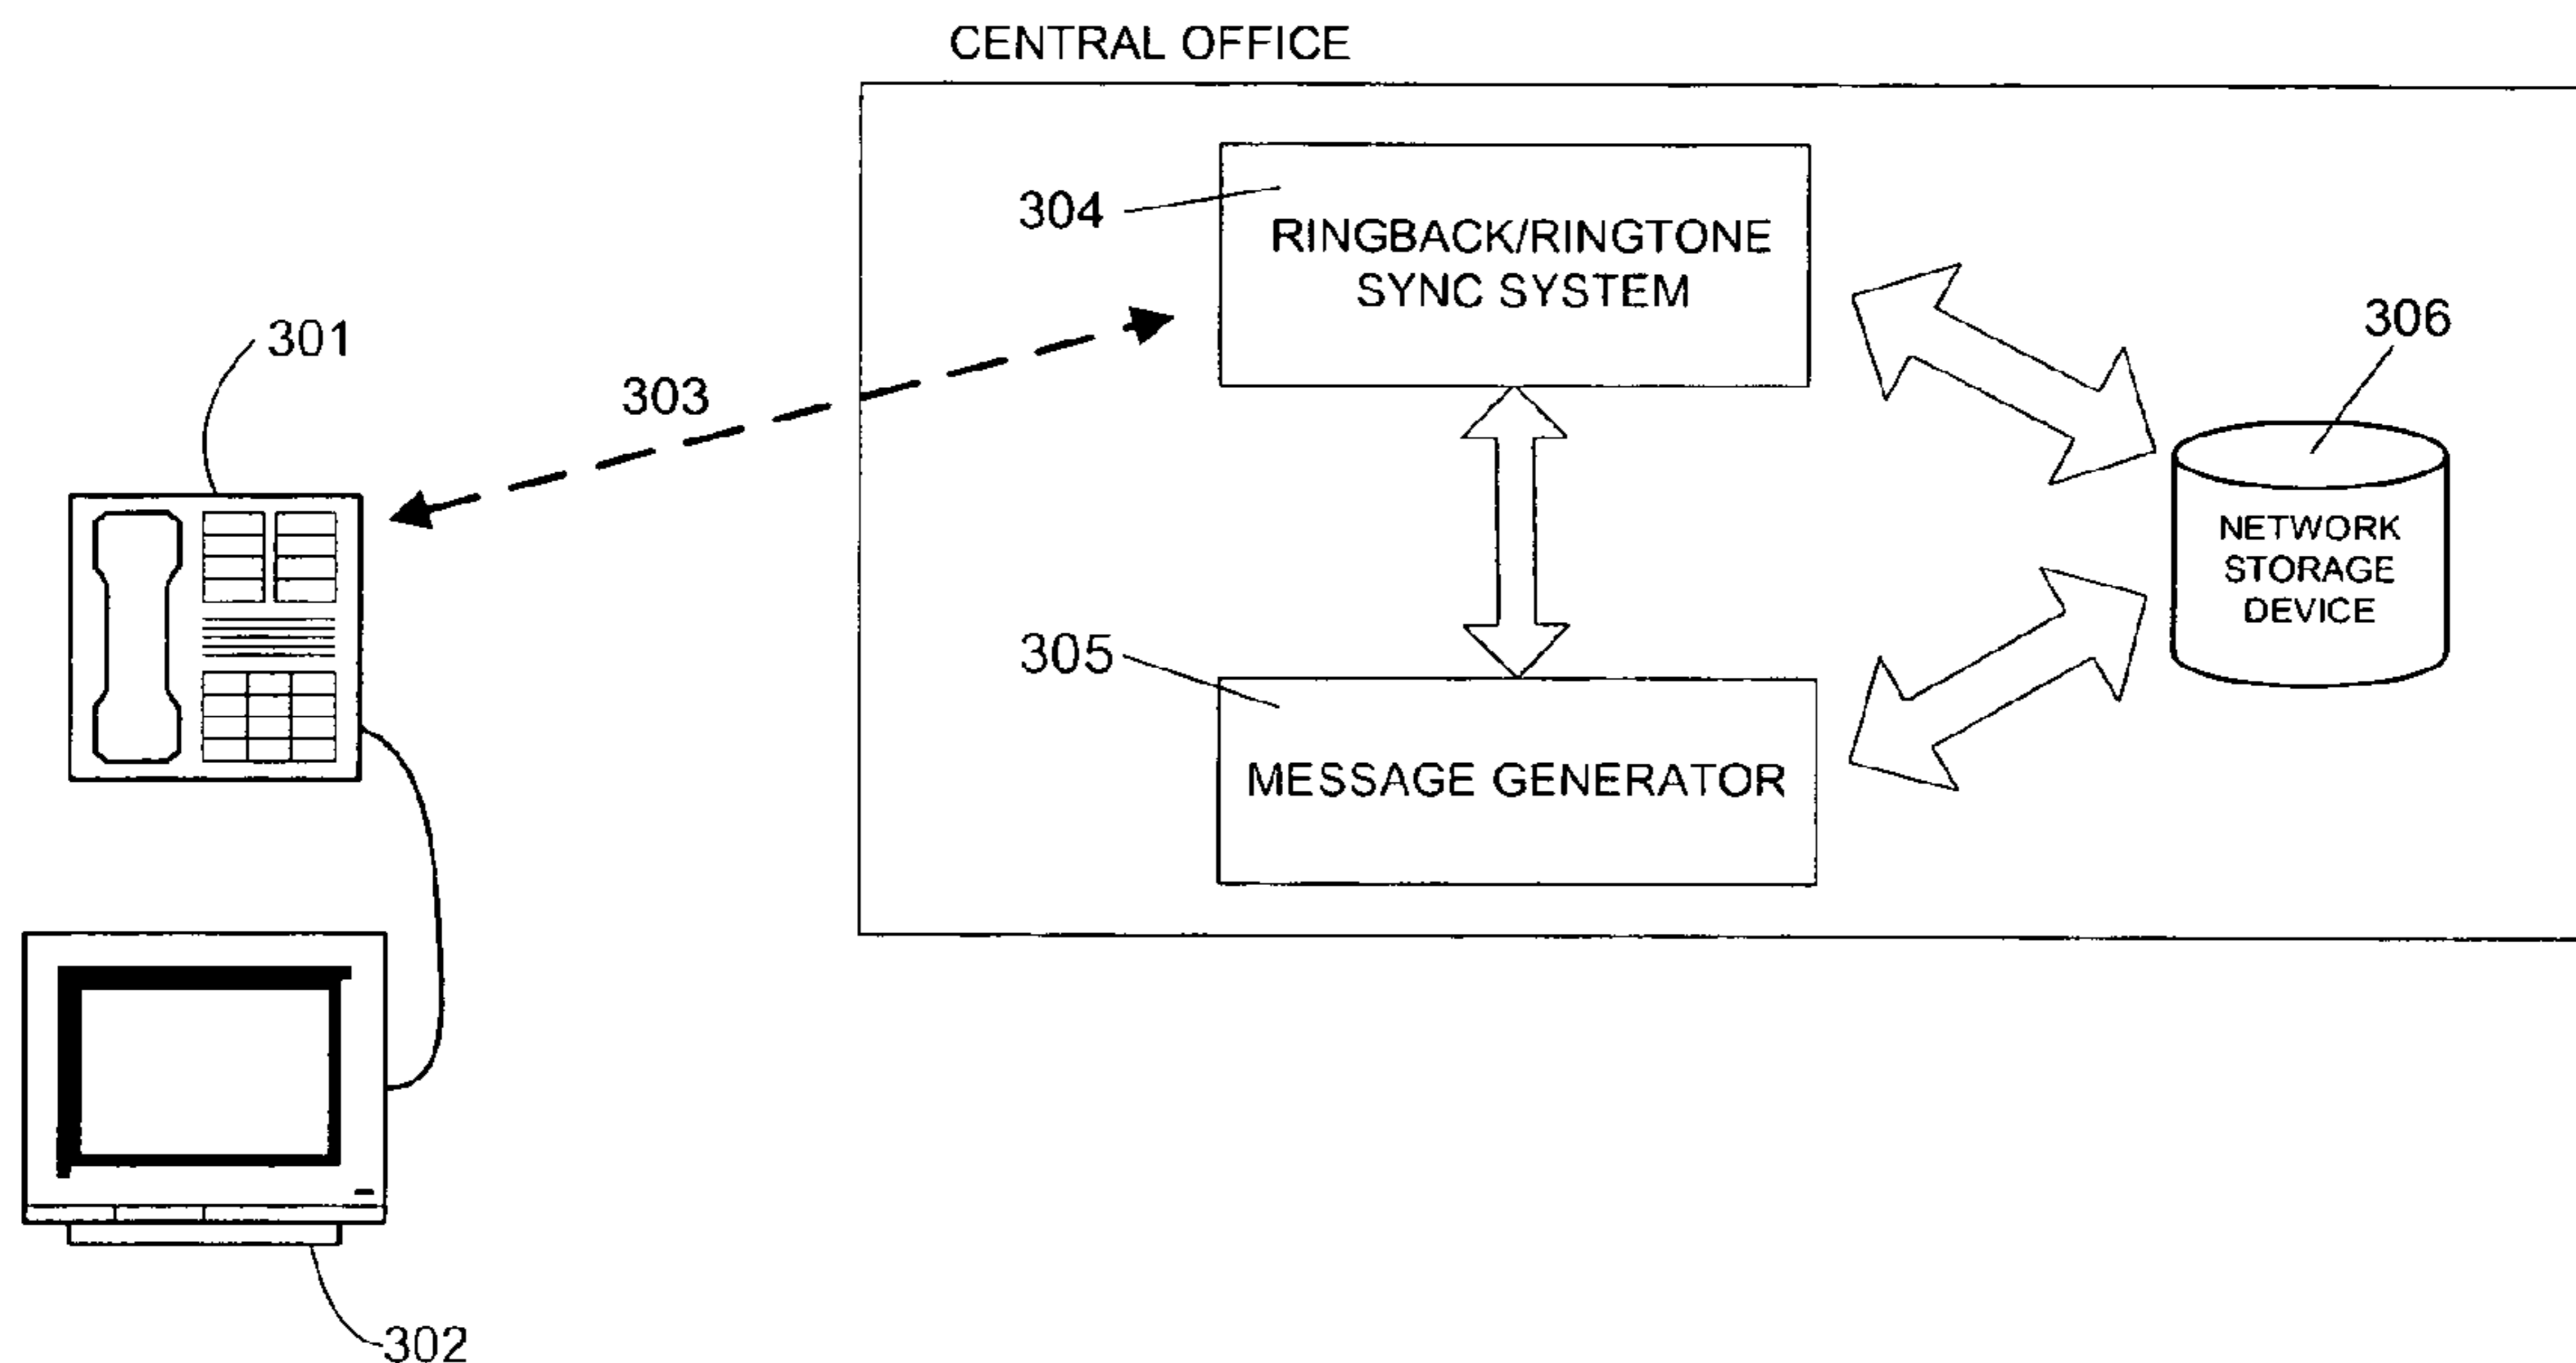 CENTRAL OFFICE
304
RINGBACK/RINGTONE
SYNC SYSTEM
306
301
303
NETWORK
STORAGE
DEVICE
305
MESSAGE GENERATOR
302